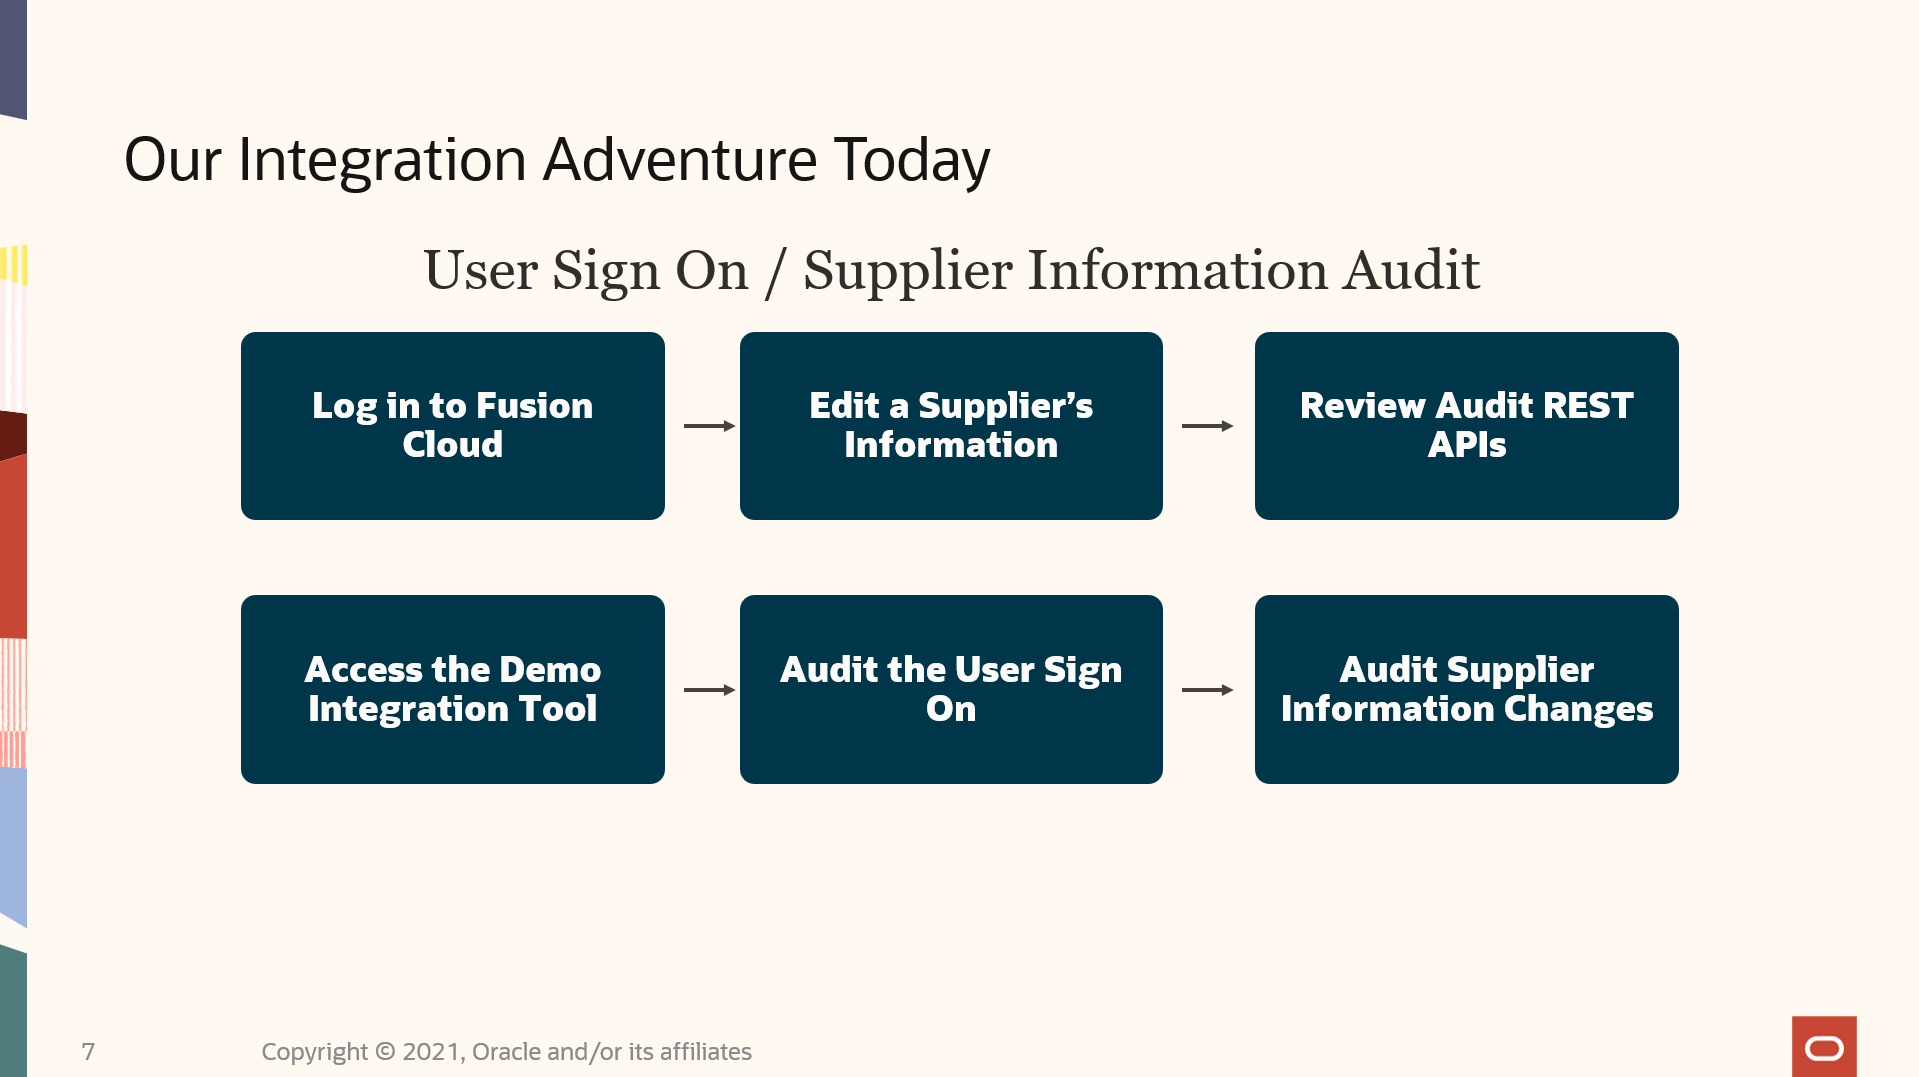 Our Integration Adventure Today
User Sign On / Supplier Information Audit
Log in to Fusion
Cloud
Edit a Supplier’s
Information
Review Audit REST
APIs
Access the Demo
Integration Tool
Audit the User Sign
On
Audit Supplier
Information Changes
7
Copyright © 2021, Oracle and/or its affiliates